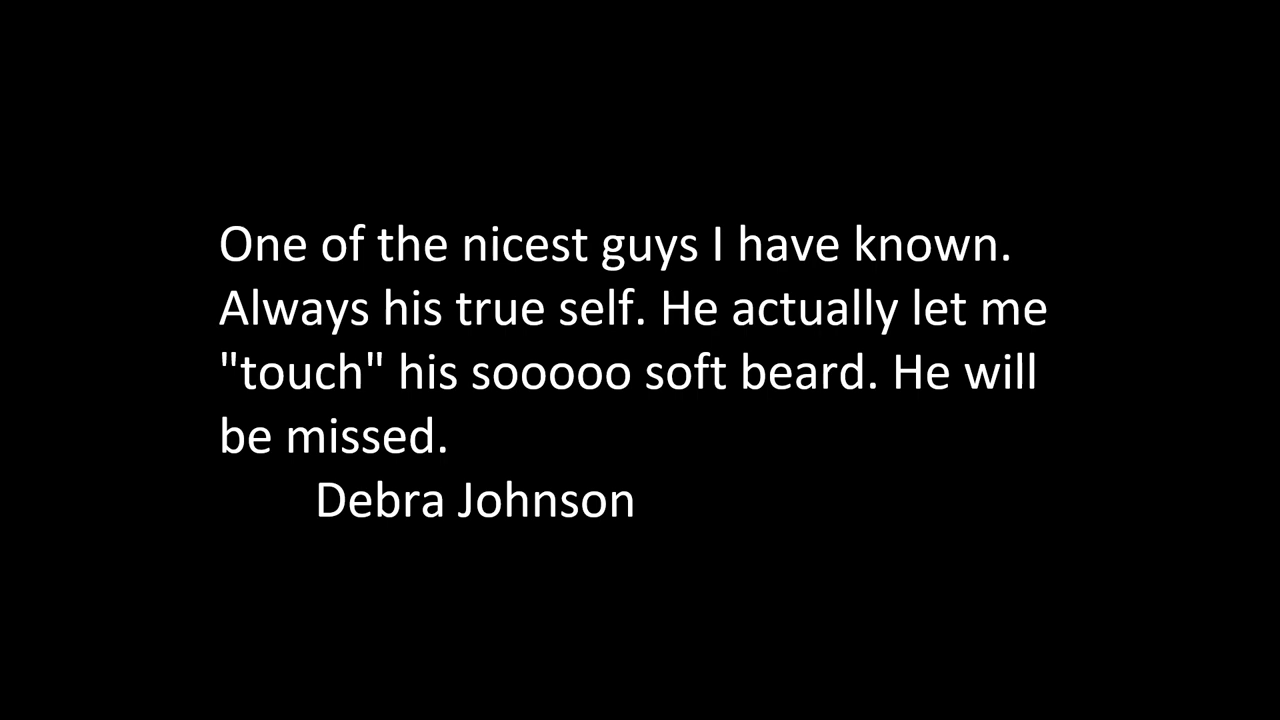 One of the nicest guys I have known.
Always his true self. He actually let me
"touch" his sooooo soft beard. He will
be missed.
Debra Johnson